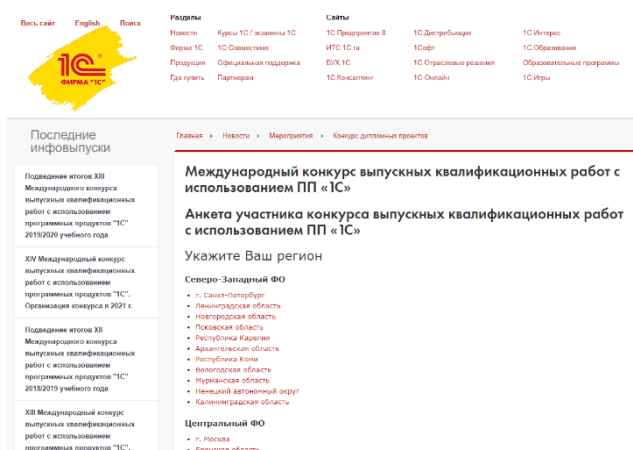 Весь сайт English Поиск
ФИРМА "1С"
Разделы
Новости Курсы 1С / экзамены 1С
Фирма 1С 1С:Совместимо
Продукция Официальная поддержка
Где купить Партнерам
Сайты
1С:Предприятие 8 1С:Дистрибьюция 1С:Интерес
ИТС 1С.ru 1Софт 1С:Образование
БУХ 1С 1С:Отраслевые решения Образовательные программы
1С:Консалтинг 1С-Онлайн 1С:Игры
Последние
инфовыпуски
Подведение итогов XIII
Международного конкурса
выпускных квалификационных
работ с использованием
программных продуктов "1С"
2019/2020 учебного года
XIV Международный конкурс
выпускных квалификационных
работ с использованием
программных продуктов "1С".
Организация конкурса в 2021 г.
Подведение итогов XII
Международного конкурса
выпускных квалификационных
работ с использованием
программных продуктов "1С"
2018/2019 учебного года
XIII Международный конкурс
выпускных квалификационных
работ с использованием
программных продуктов "1С".
Главная Новости Мероприятия Конкурс дипломных проектов
Международный конкурс выпускных квалификационных работ с
использованием ПП «1С»
Анкета участника конкурса выпускных квалификационных работ
с использованием ПП «1С»
Укажите Ваш регион
Северо-Западный ФО
г. Санкт-Петербург
Ленинградская область
Новгородская область
Псковская область
Республика Карелия
Архангельская область
Республика Коми
Вологодская область
Мурманская область
Ненецкий автономный округ
Калининградская область
Центральный ФО
г. Москва
Брянская область